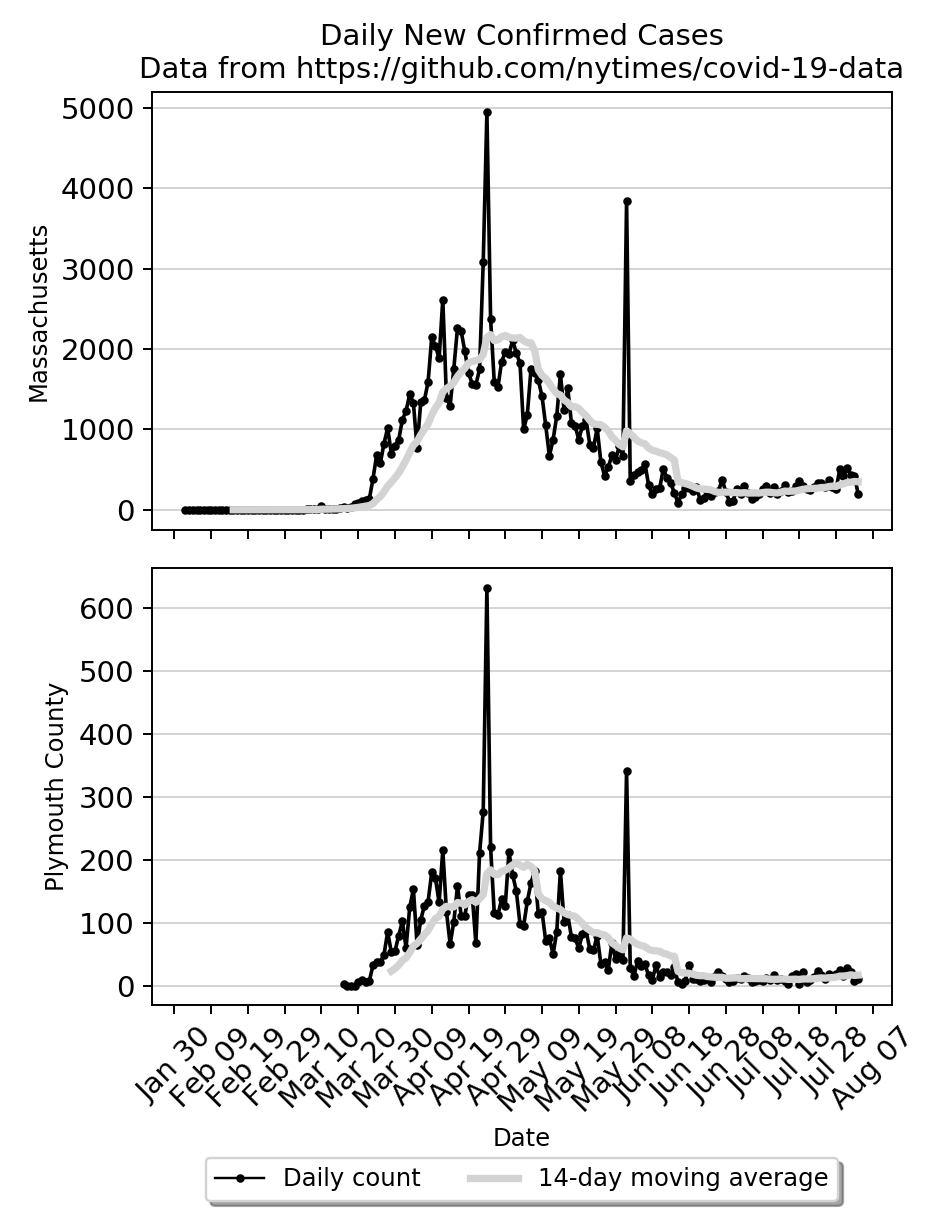 Daily New Confirmed Cases
Data from https://github.com/nytimes/covid-19-data
5000
4000
3000
2000
1000
0
Massachusetts
600
500
400
300
200
100
0
Plymouth County
Jan 30
Feb 09
Feb 19
Feb 29
Mar 10
Mar 20
Mar 30
Apr 09
Apr 19
Apr 29
May 09
May 19
May 29
Jun 08
Jun 18
Jun 28
Jul 08
Jul 18
Jul 28
Aug 07
Date
Daily count 14-day moving average